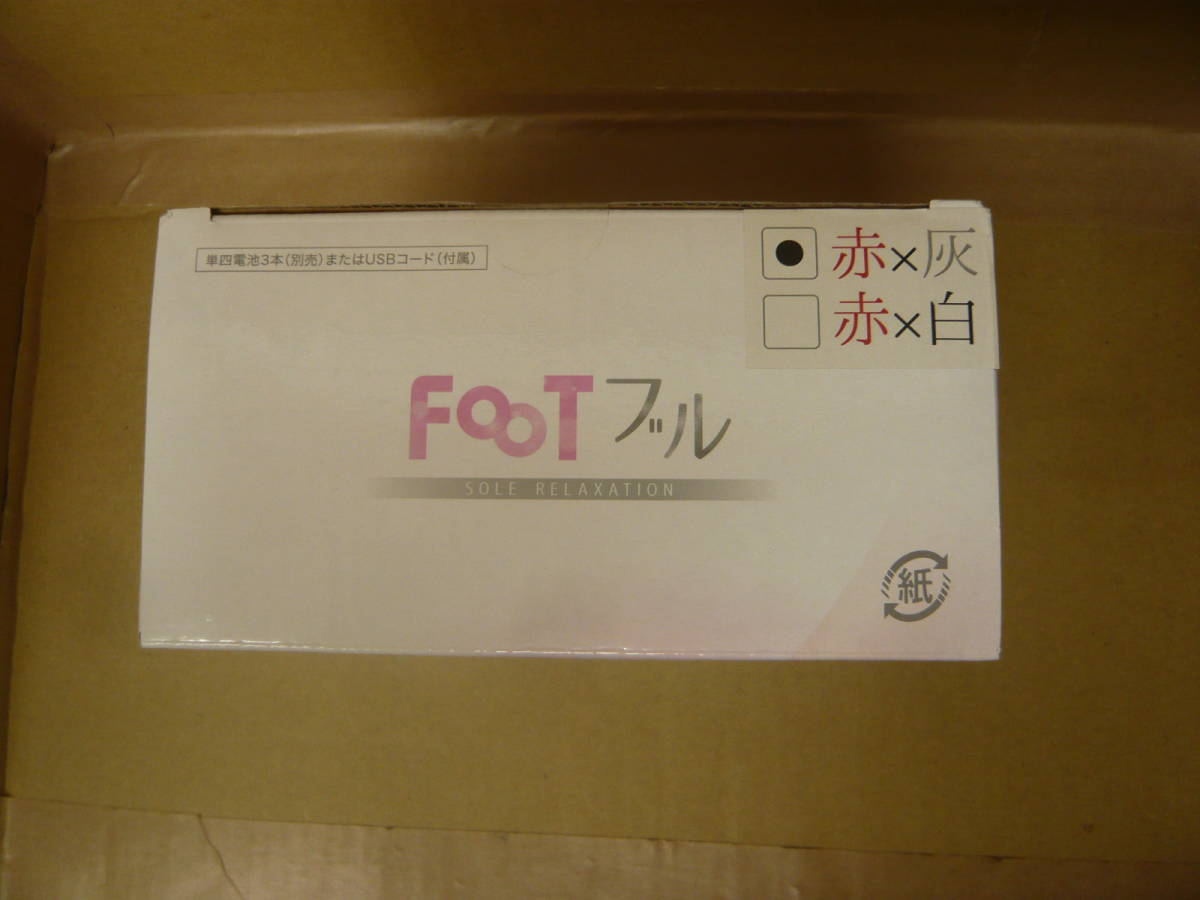 単四電池3本（別売）またはUSBコード（付属）
赤×灰
赤×白
FOOTブル
SOLE RELAXATION
紙